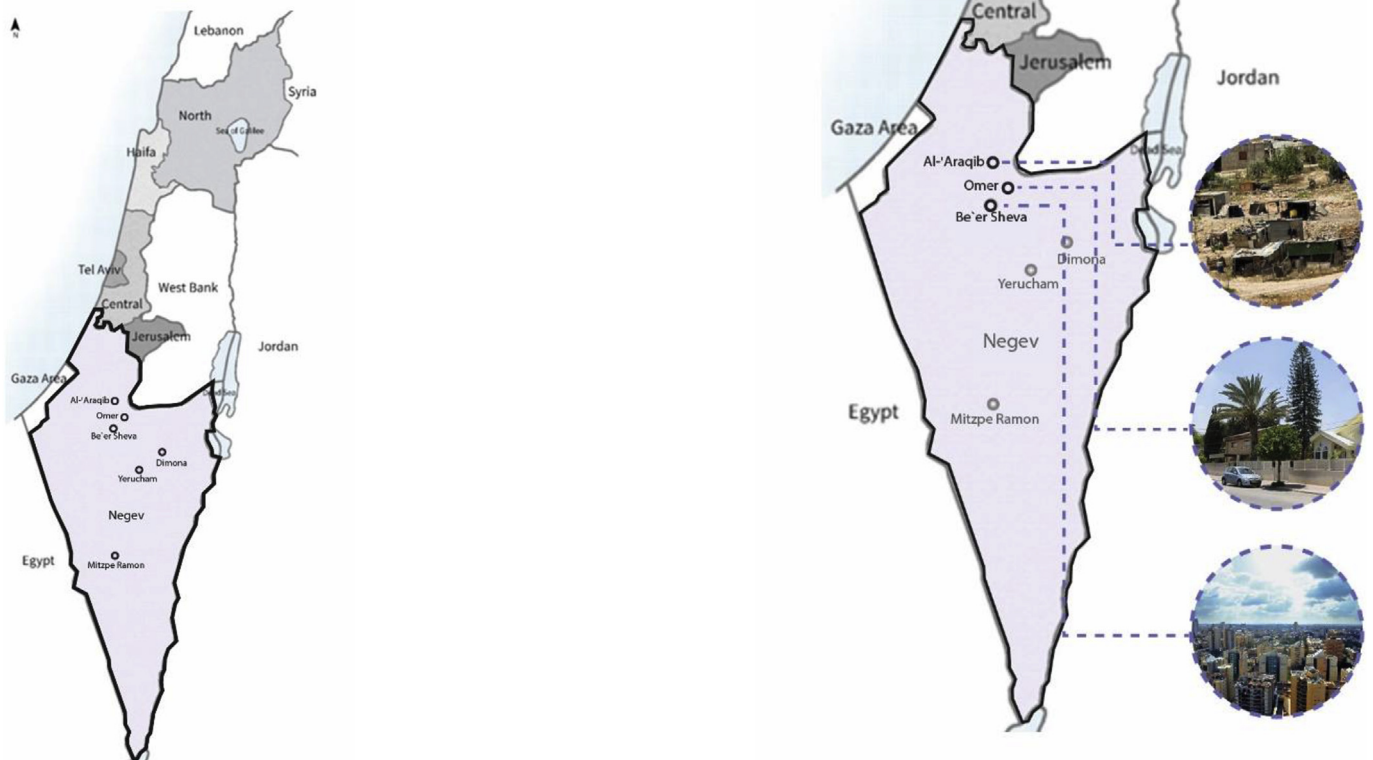 N
Lebanon
Syria
North
Sea of Galilee
Haifa
Tel Aviv
West Bank
Central
Jerusalem
Jordan
Gaza Area
Dead Sea
Al-'Araqib
Omer
Be`er Sheva
Dimona
Yerucham
Negev
Egypt
Mitzpe Ramon
Central
Jerusalem
Jordan
Gaza Area
Dead Sea
Al-'Araqib
Omer
Be`er Sheva
Dimona
Yerucham
Negev
Egypt
Mitzpe Ramon